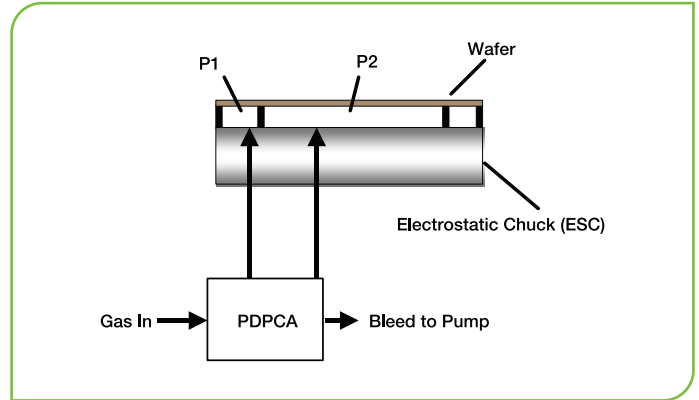 Wafer
P1
P2
Electrostatic Chuck (ESC)
Gas In
PDPCA
Bleed to Pump